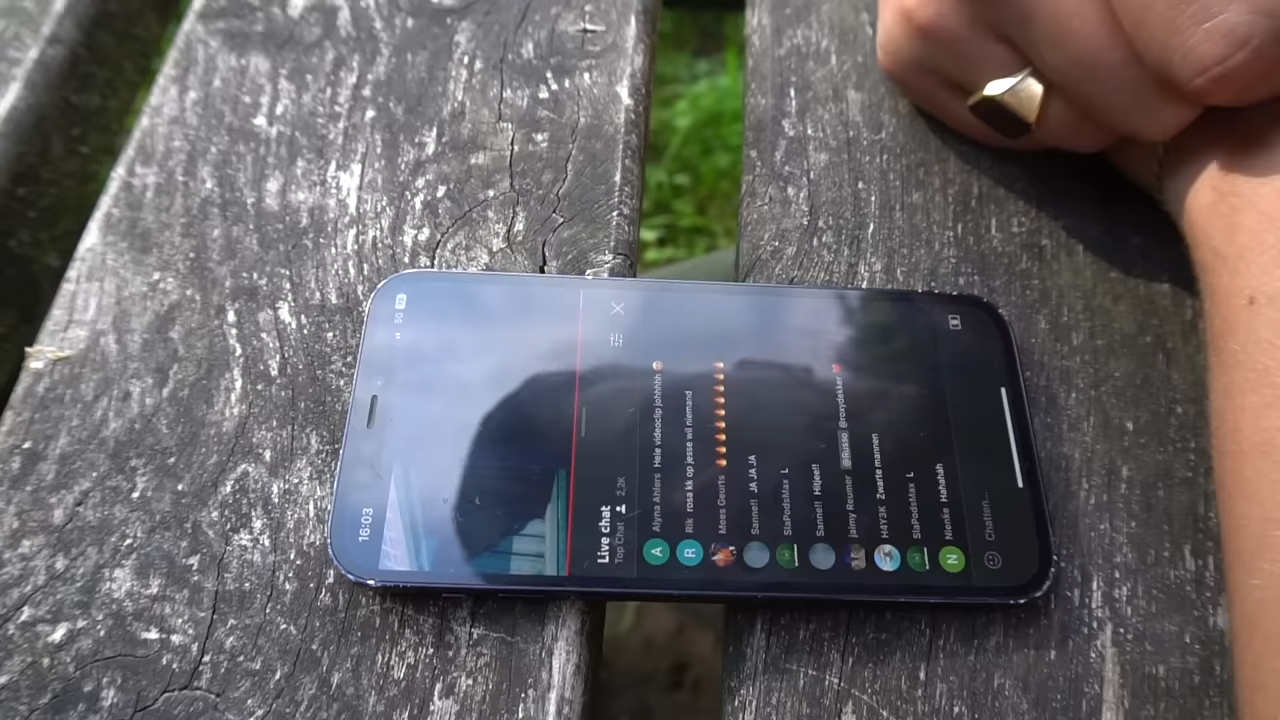 16:03
5G 72
Live chat
Top Chat 2,2K
A Alyna Ahlers Hele videoclip johhhhh
R Rik rosa kk op jesse wil niemand
Mees Geurts
Sanne!! JA JA JA
SlaPodsMax L
Sanne!! Hitjee!!
jaimy Reumer @Russo @roxydekker
H4Y3K Zwarte mannen
SlaPodsMax L
N Nienke Hahahah
Chatten...